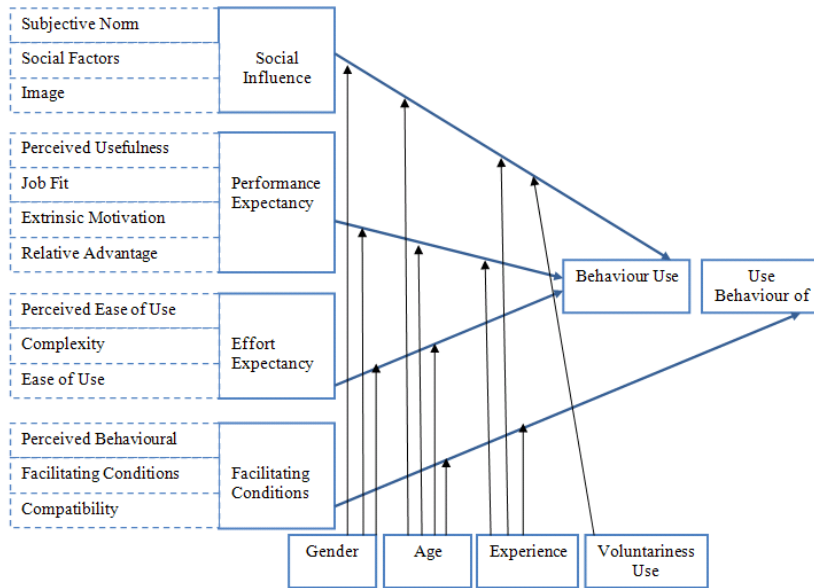 Subjective Norm
Social Factors
Image
Social
Influence
Perceived Usefulness
Job Fit
Extrinsic Motivation
Relative Advantage
Performance
Expectancy
Perceived Ease of Use
Complexity
Ease of Use
Effort
Expectancy
Perceived Behavioural
Facilitating Conditions
Compatibility
Facilitating
Conditions
Behaviour Use
Use
Behaviour of
Gender
Age
Experience
Voluntariness
Use